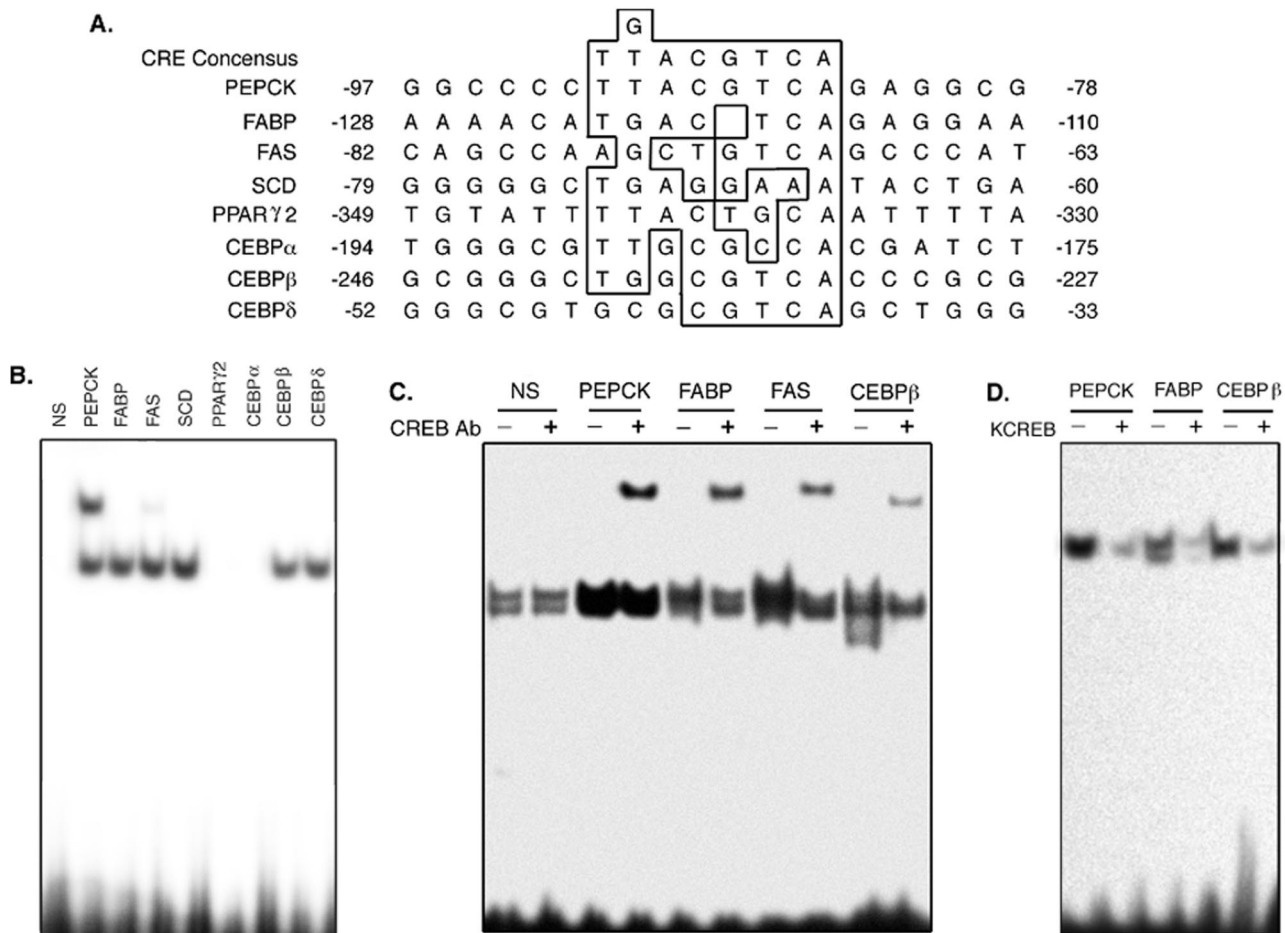 A.
G
CRE Consensus T T A C G T C A
PEPCK -97 G G C C C C T T A C G T C A G A G G C G -78
FABP -128 A A A A C A T G A C T C A G A G G A A -110
FAS -82 C A G C C A A G C T G T C A G C C C A T -63
SCD -79 G G G G G C T G A G G A A A T A C T G A -60
PPARγ2 -349 T G T A T T T T A C T G C A A T T T T A -330
CEBPα -194 T G G G C G T T G C G C C A C G A T C T -175
CEBPβ -246 G C G G G C T G G C G T C A C C C G C G -227
CEBPδ -52 G G G C G T G C G C G T C A G C T G G G -33
B.
NS PEPCK FABP FAS SCD PPARγ2 CEBPα CEBPβ CEBPδ
C.
NS PEPCK FABP FAS CEBPβ
CREB Ab – + – + – + – + – +
D.
PEPCK FABP CEBPβ
KCREB – + – + – +